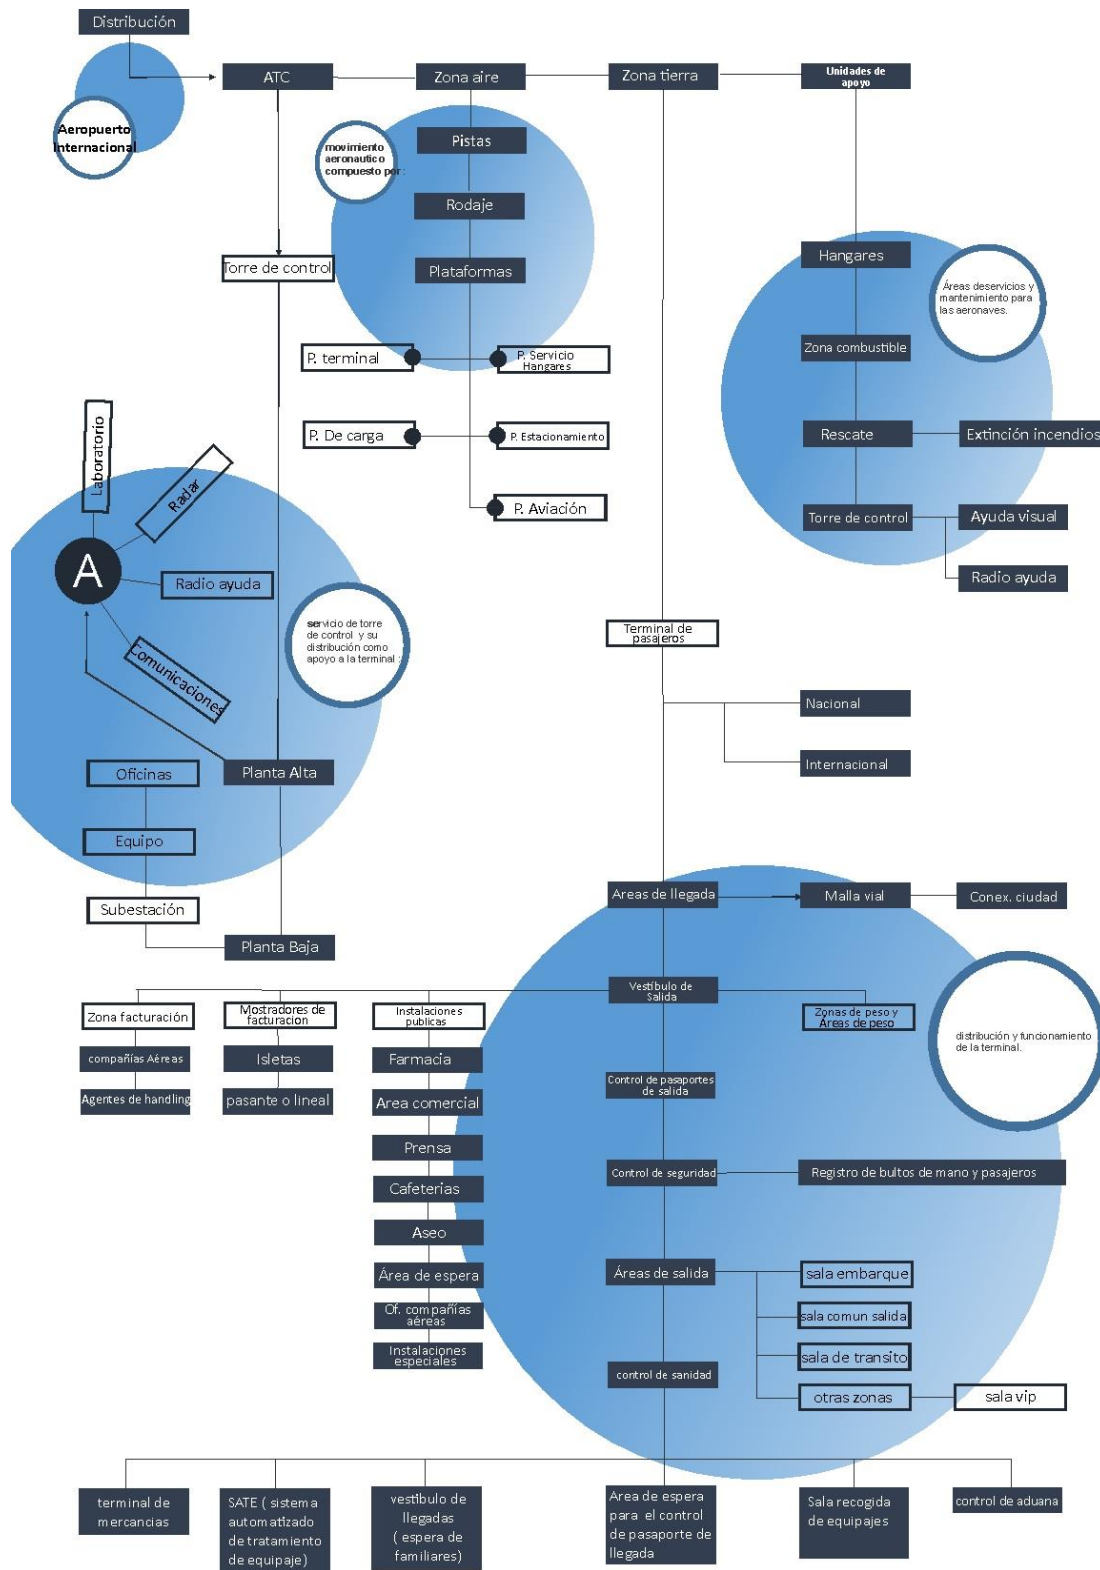 Distribución
Aeropuerto
Internacional
ATC
Zona aire
Zona tierra
Unidades de
apoyo
movimiento
aeronautico
compuesto por :
Pistas
Rodaje
Plataformas
Torre de control
P. terminal
P. Servicio
Hangares
P. De carga
P. Estacionamiento
P. Aviación
Hangares
Áreas deservicios y
mantenimiento para
las aeronaves.
Zona combustible
Rescate
Extinción incendios
Torre de control
Ayuda visual
Radio ayuda
Laboratorio
Radar
A
Radio ayuda
Comunicaciones
servicio de torre
de control y su
distribución como
apoyo a la terminal :
Oficinas
Planta Alta
Equipo
Subestación
Planta Baja
Terminal de
pasajeros
Nacional
Internacional
Areas de llegada
Malla vial
Conex. ciudad
Vestíbulo de
Salida
Zonas de peso y
Áreas de peso
distribución y funcionamiento
de la terminal.
Zona facturación
compañías Aéreas
Agentes de handling
Mostradores de
facturacion
Isletas
pasante o lineal
Instalaciones
publicas
Farmacia
Area comercial
Prensa
Cafeterias
Aseo
Área de espera
Of. compañías
aéreas
Instalaciones
especiales
Control de pasaportes
de salida
Control de seguridad
Registro de bultos de mano y pasajeros
Áreas de salida
sala embarque
sala comun salida
sala de transito
otras zonas
sala vip
control de sanidad
terminal de
mercancias
SATE ( sistema
automatizado
de tratamiento
de equipaje)
vestibulo de
llegadas
( espera de
familiares)
Area de espera
para el control
de pasaporte de
llegada
Sala recogida
de equipajes
control de aduana